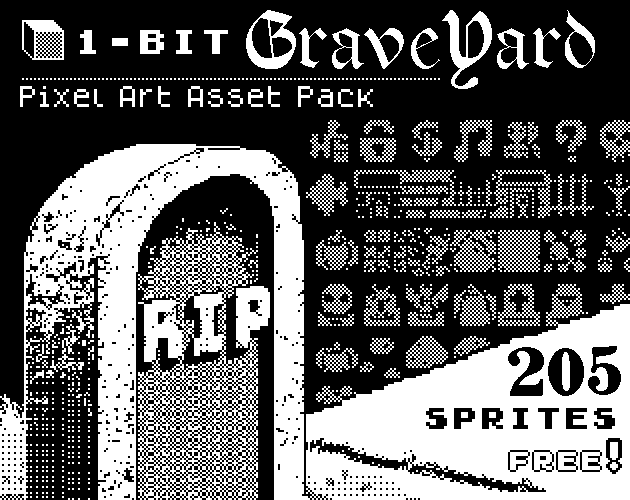 1-BIT GraveYard
Pixel Art Asset Pack
RIP
205
SPRITES
FREE!